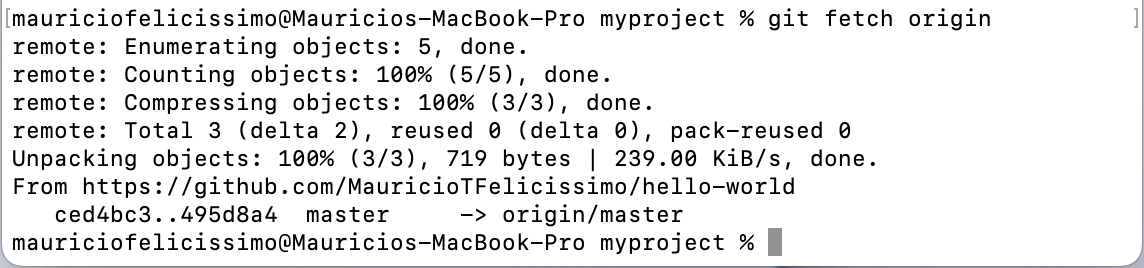 [mauriciofelicissimo@Mauricios-MacBook-Pro myproject % git fetch origin ]
remote: Enumerating objects: 5, done.
remote: Counting objects: 100% (5/5), done.
remote: Compressing objects: 100% (3/3), done.
remote: Total 3 (delta 2), reused 0 (delta 0), pack-reused 0
Unpacking objects: 100% (3/3), 719 bytes | 239.00 KiB/s, done.
From https://github.com/MauricioTFelicissimo/hello-world
   ced4bc3..495d8a4  master     -> origin/master
mauriciofelicissimo@Mauricios-MacBook-Pro myproject %